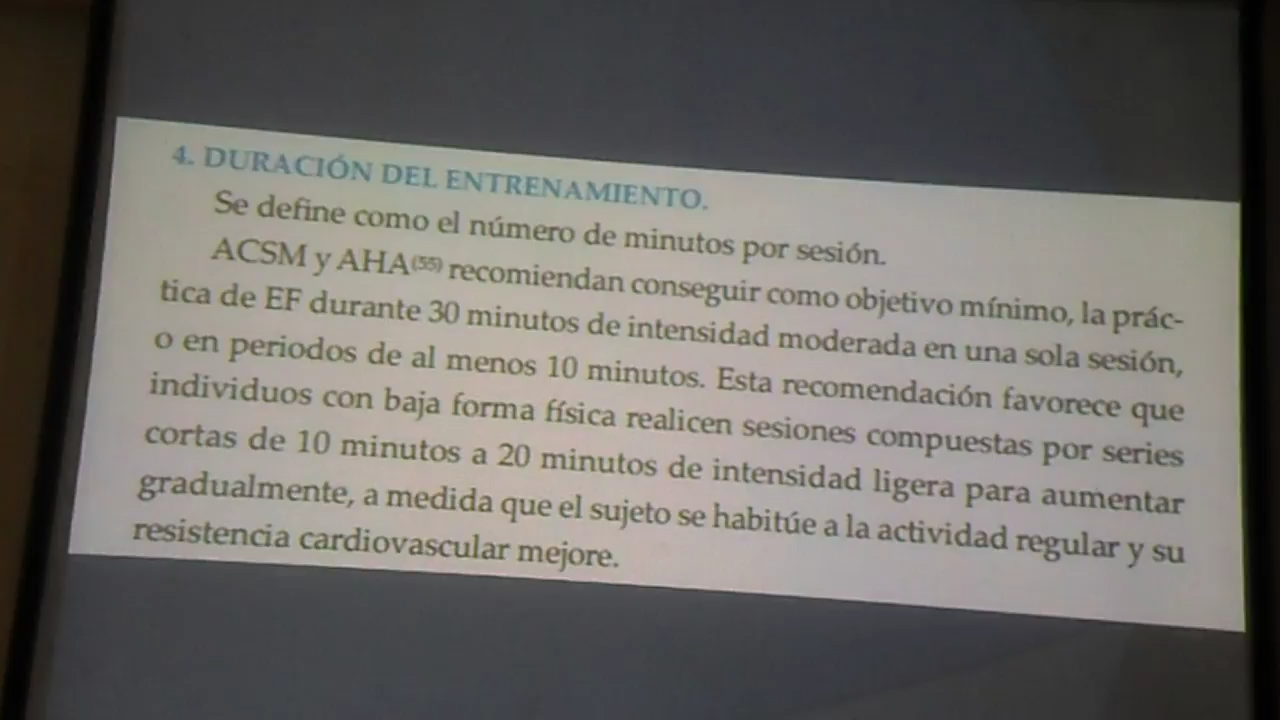 4. DURACIÓN DEL ENTRENAMIENTO.
Se define como el número de minutos por sesión.
ACSM y AHA(55) recomiendan conseguir como objetivo mínimo, la prác-
tica de EF durante 30 minutos de intensidad moderada en una sola sesión,
o en periodos de al menos 10 minutos. Esta recomendación favorece que
individuos con baja forma física realicen sesiones compuestas por series
cortas de 10 minutos a 20 minutos de intensidad ligera para aumentar
gradualmente, a medida que el sujeto se habitúe a la actividad regular y su
resistencia cardiovascular mejore.